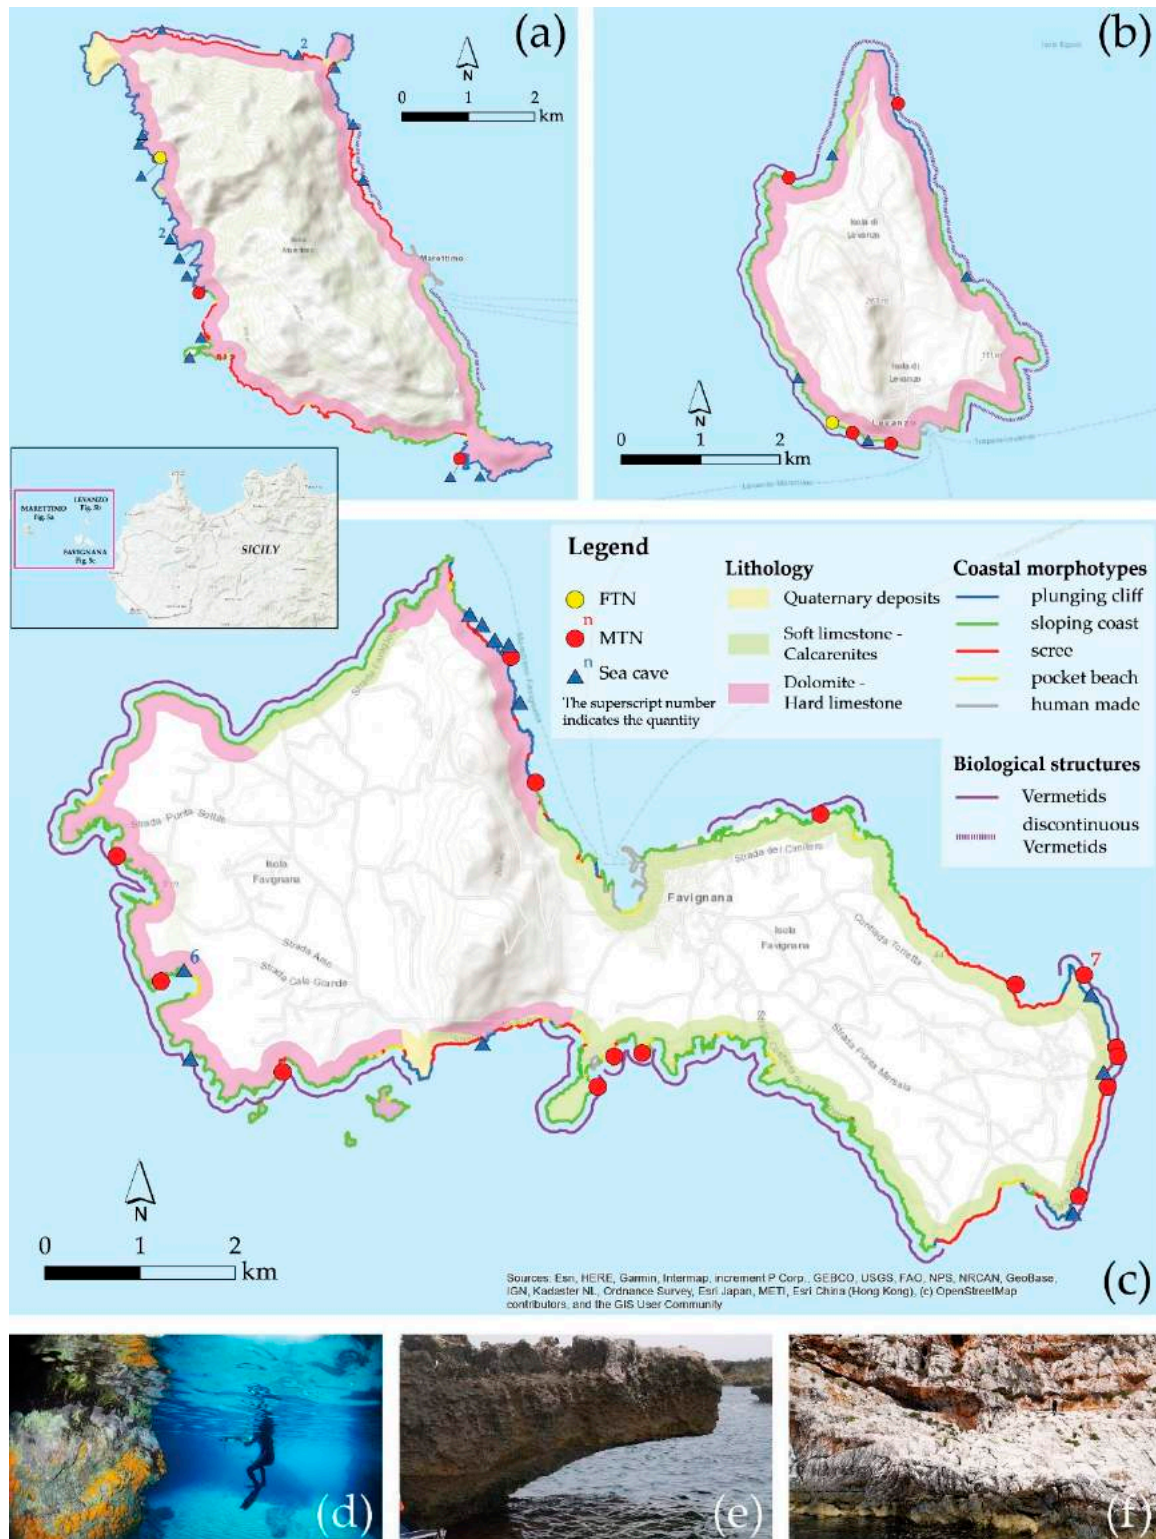 (a)
2
N
0 1 2
km
2
Marettimo
(b)
N
0 1 2
km
Isola di
Levanzo
Isola di
Levanzo
Levanzo
MARETTIMO
Fig. 5a
LEVANZO
Fig. 5b
FAVIGNANA
Fig. 5c
SICILY
Legend
FTN
n
MTN
n
Sea cave
The superscript number
indicates the quantity
Lithology
Quaternary deposits
Soft limestone -
Calcarenites
Dolomite -
Hard limestone
Coastal morphotypes
plunging cliff
sloping coast
scree
pocket beach
human made
Biological structures
Vermetids
discontinuous
Vermetids
Strada Punta Sottile
Isola
Favignana
Strada Cala Grande
6
Favignana
Isola
Favignana
Contrada Torretta
Strada Punta Marsala
7
N
0 1 2
km
Sources: Esri, HERE, Garmin, Intermap, increment P Corp., GEBCO, USGS, FAO, NPS, NRCAN, GeoBase,
IGN, Kadaster NL, Ordnance Survey, Esri Japan, METI, Esri China (Hong Kong), (c) OpenStreetMap
contributors, and the GIS User Community
(c)
(d)
(e)
(f)